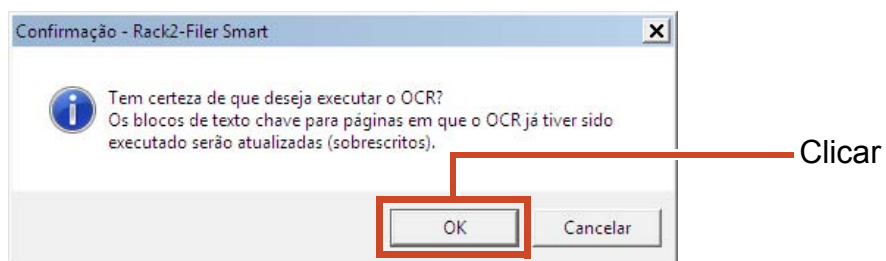 Confirmação - Rack2-Filer Smart
Tem certeza de que deseja executar o OCR?
Os blocos de texto chave para páginas em que o OCR já tiver sido
executado serão atualizadas (sobrescritos).
Clicar
OK
Cancelar